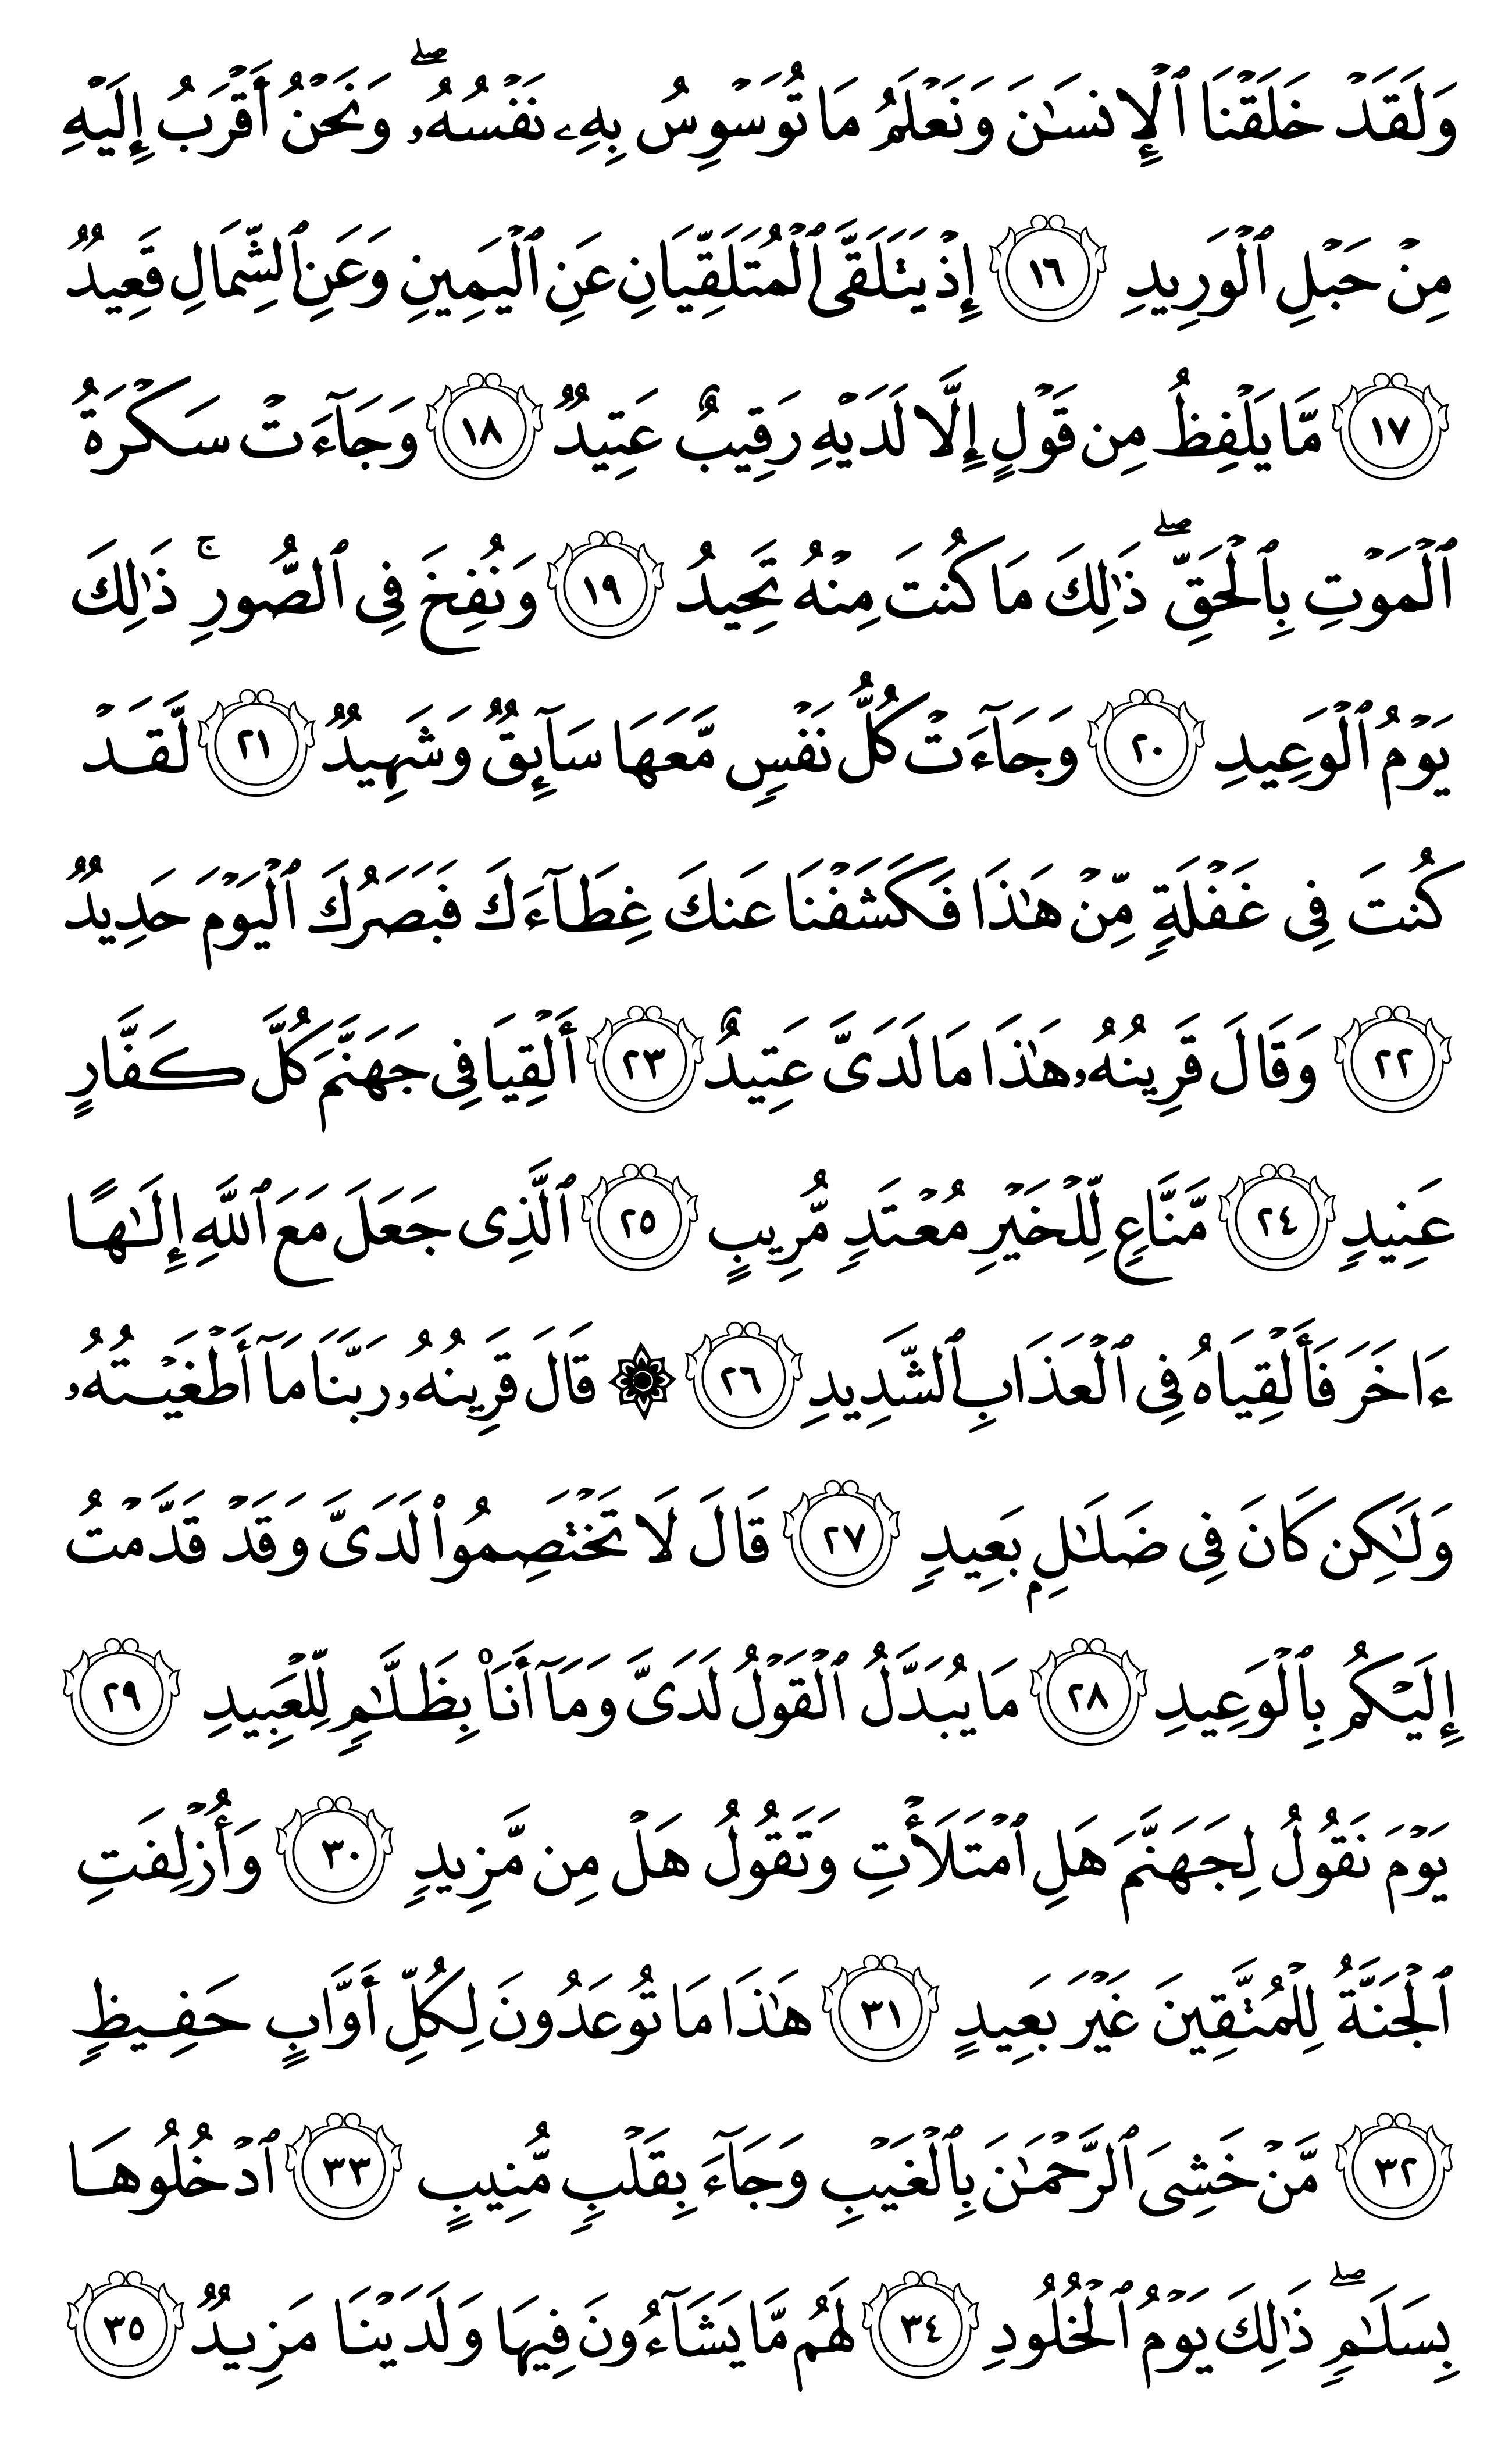 وَلَقَدْ خَلَقْنَا ٱلْإِنسَـٰنَ وَنَعْلَمُ مَا تُوَسْوِسُ بِهِۦ نَفْسُهُۥ ۖ وَنَحْنُ أَقْرَبُ إِلَيْهِ
مِنْ حَبْلِ ٱلْوَرِيدِ ١٦ إِذْ يَتَلَقَّى ٱلْمُتَلَقِّيَانِ عَنِ ٱلْيَمِينِ وَعَنِ ٱلشِّمَالِ قَعِيدٌ
١٧ مَّا يَلْفِظُ مِن قَوْلٍ إِلَّا لَدَيْهِ رَقِيبٌ عَتِيدٌ ١٨ وَجَآءَتْ سَكْرَةُ
ٱلْمَوْتِ بِٱلْحَقِّ ۖ ذَٰلِكَ مَا كُنتَ مِنْهُ تَحِيدُ ١٩ وَنُفِخَ فِى ٱلصُّورِ ۚ ذَٰلِكَ
يَوْمُ ٱلْوَعِيدِ ٢٠ وَجَآءَتْ كُلُّ نَفْسٍ مَّعَهَا سَآئِقٌ وَشَهِيدٌ ٢١ لَّقَدْ
كُنتَ فِى غَفْلَةٍ مِّنْ هَـٰذَا فَكَشَفْنَا عَنكَ غِطَآءَكَ فَبَصَرُكَ ٱلْيَوْمَ حَدِيدٌ
٢٢ وَقَالَ قَرِينُهُۥ هَـٰذَا مَا لَدَىَّ عَتِيدٌ ٢٣ أَلْقِيَا فِى جَهَنَّمَ كُلَّ كَفَّارٍ
عَنِيدٍ ٢٤ مَّنَّاعٍ لِّلْخَيْرِ مُعْتَدٍ مُّرِيبٍ ٢٥ ٱلَّذِى جَعَلَ مَعَ ٱللَّهِ إِلَـٰهًا
ءَاخَرَ فَأَلْقِيَاهُ فِى ٱلْعَذَابِ ٱلشَّدِيدِ ٢٦ ۞ قَالَ قَرِينُهُۥ رَبَّنَا مَآ أَطْغَيْتُهُۥ
وَلَـٰكِن كَانَ فِى ضَلَـٰلٍۭ بَعِيدٍ ٢٧ قَالَ لَا تَخْتَصِمُوا۟ لَدَىَّ وَقَدْ قَدَّمْتُ
إِلَيْكُم بِٱلْوَعِيدِ ٢٨ مَا يُبَدَّلُ ٱلْقَوْلُ لَدَىَّ وَمَآ أَنَا۠ بِظَلَّـٰمٍ لِّلْعَبِيدِ ٢٩
يَوْمَ نَقُولُ لِجَهَنَّمَ هَلِ ٱمْتَلَأْتِ وَتَقُولُ هَلْ مِن مَّزِيدٍ ٣٠ وَأُزْلِفَتِ
ٱلْجَنَّةُ لِلْمُتَّقِينَ غَيْرَ بَعِيدٍ ٣١ هَـٰذَا مَا تُوعَدُونَ لِكُلِّ أَوَّابٍ حَفِيظٍ
٣٢ مَّنْ خَشِىَ ٱلرَّحْمَـٰنَ بِٱلْغَيْبِ وَجَآءَ بِقَلْبٍ مُّنِيبٍ ٣٣ ٱدْخُلُوهَا
بِسَلَـٰمٍ ۖ ذَٰلِكَ يَوْمُ ٱلْخُلُودِ ٣٤ لَهُم مَّا يَشَآءُونَ فِيهَا وَلَدَيْنَا مَزِيدٌ ٣٥